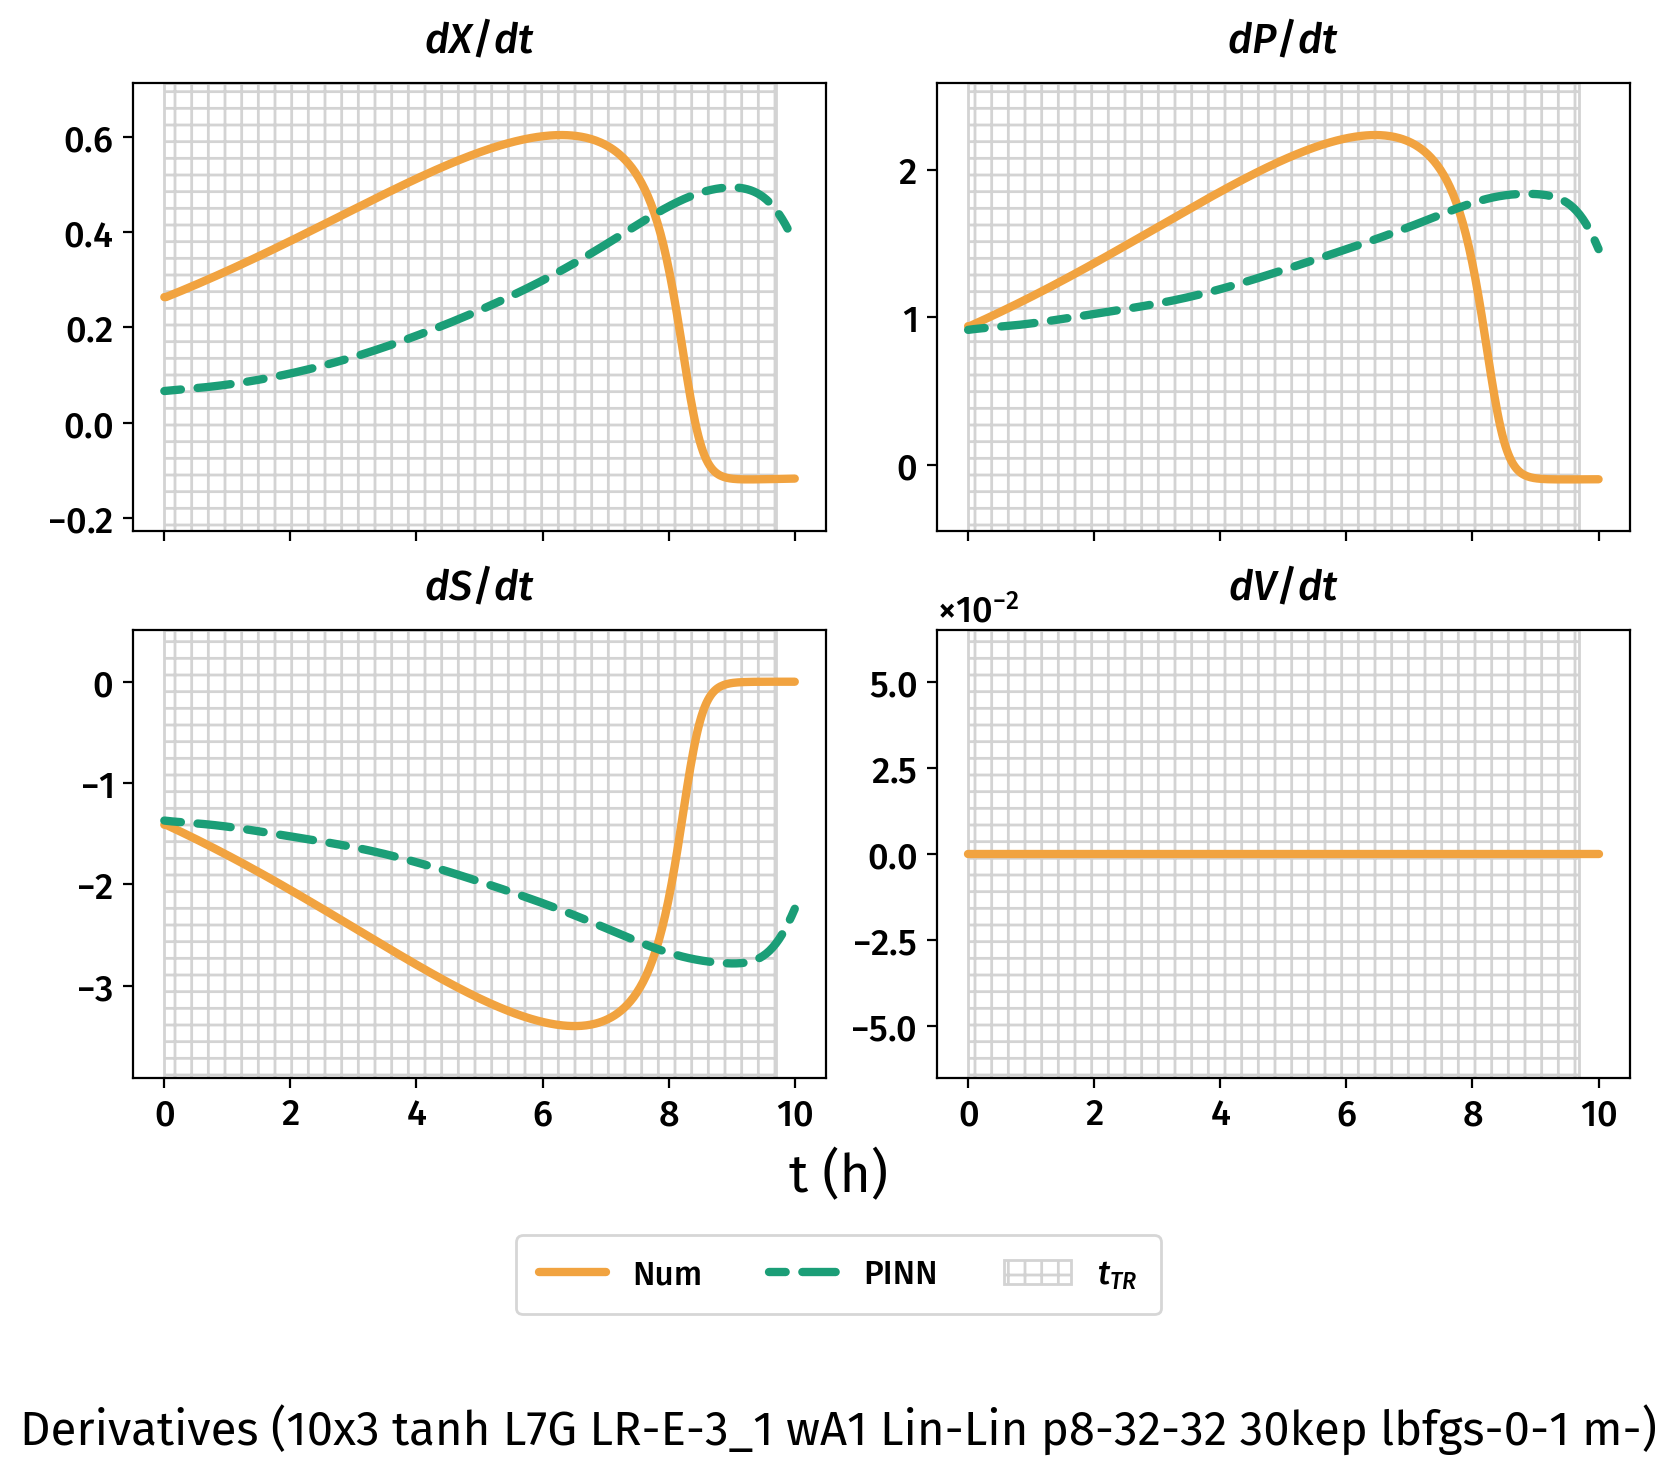 dX/dt
dP/dt
0.6
0.4
0.2
0.0
−0.2
2
1
0
dS/dt
dV/dt
×10⁻²
0
−1
−2
−3
5.0
2.5
0.0
−2.5
−5.0
0 2 4 6 8 10
0 2 4 6 8 10
t (h)
Num PINN t_TR
Derivatives (10x3 tanh L7G LR-E-3_1 wA1 Lin-Lin p8-32-32 30kep lbfgs-0-1 m-)